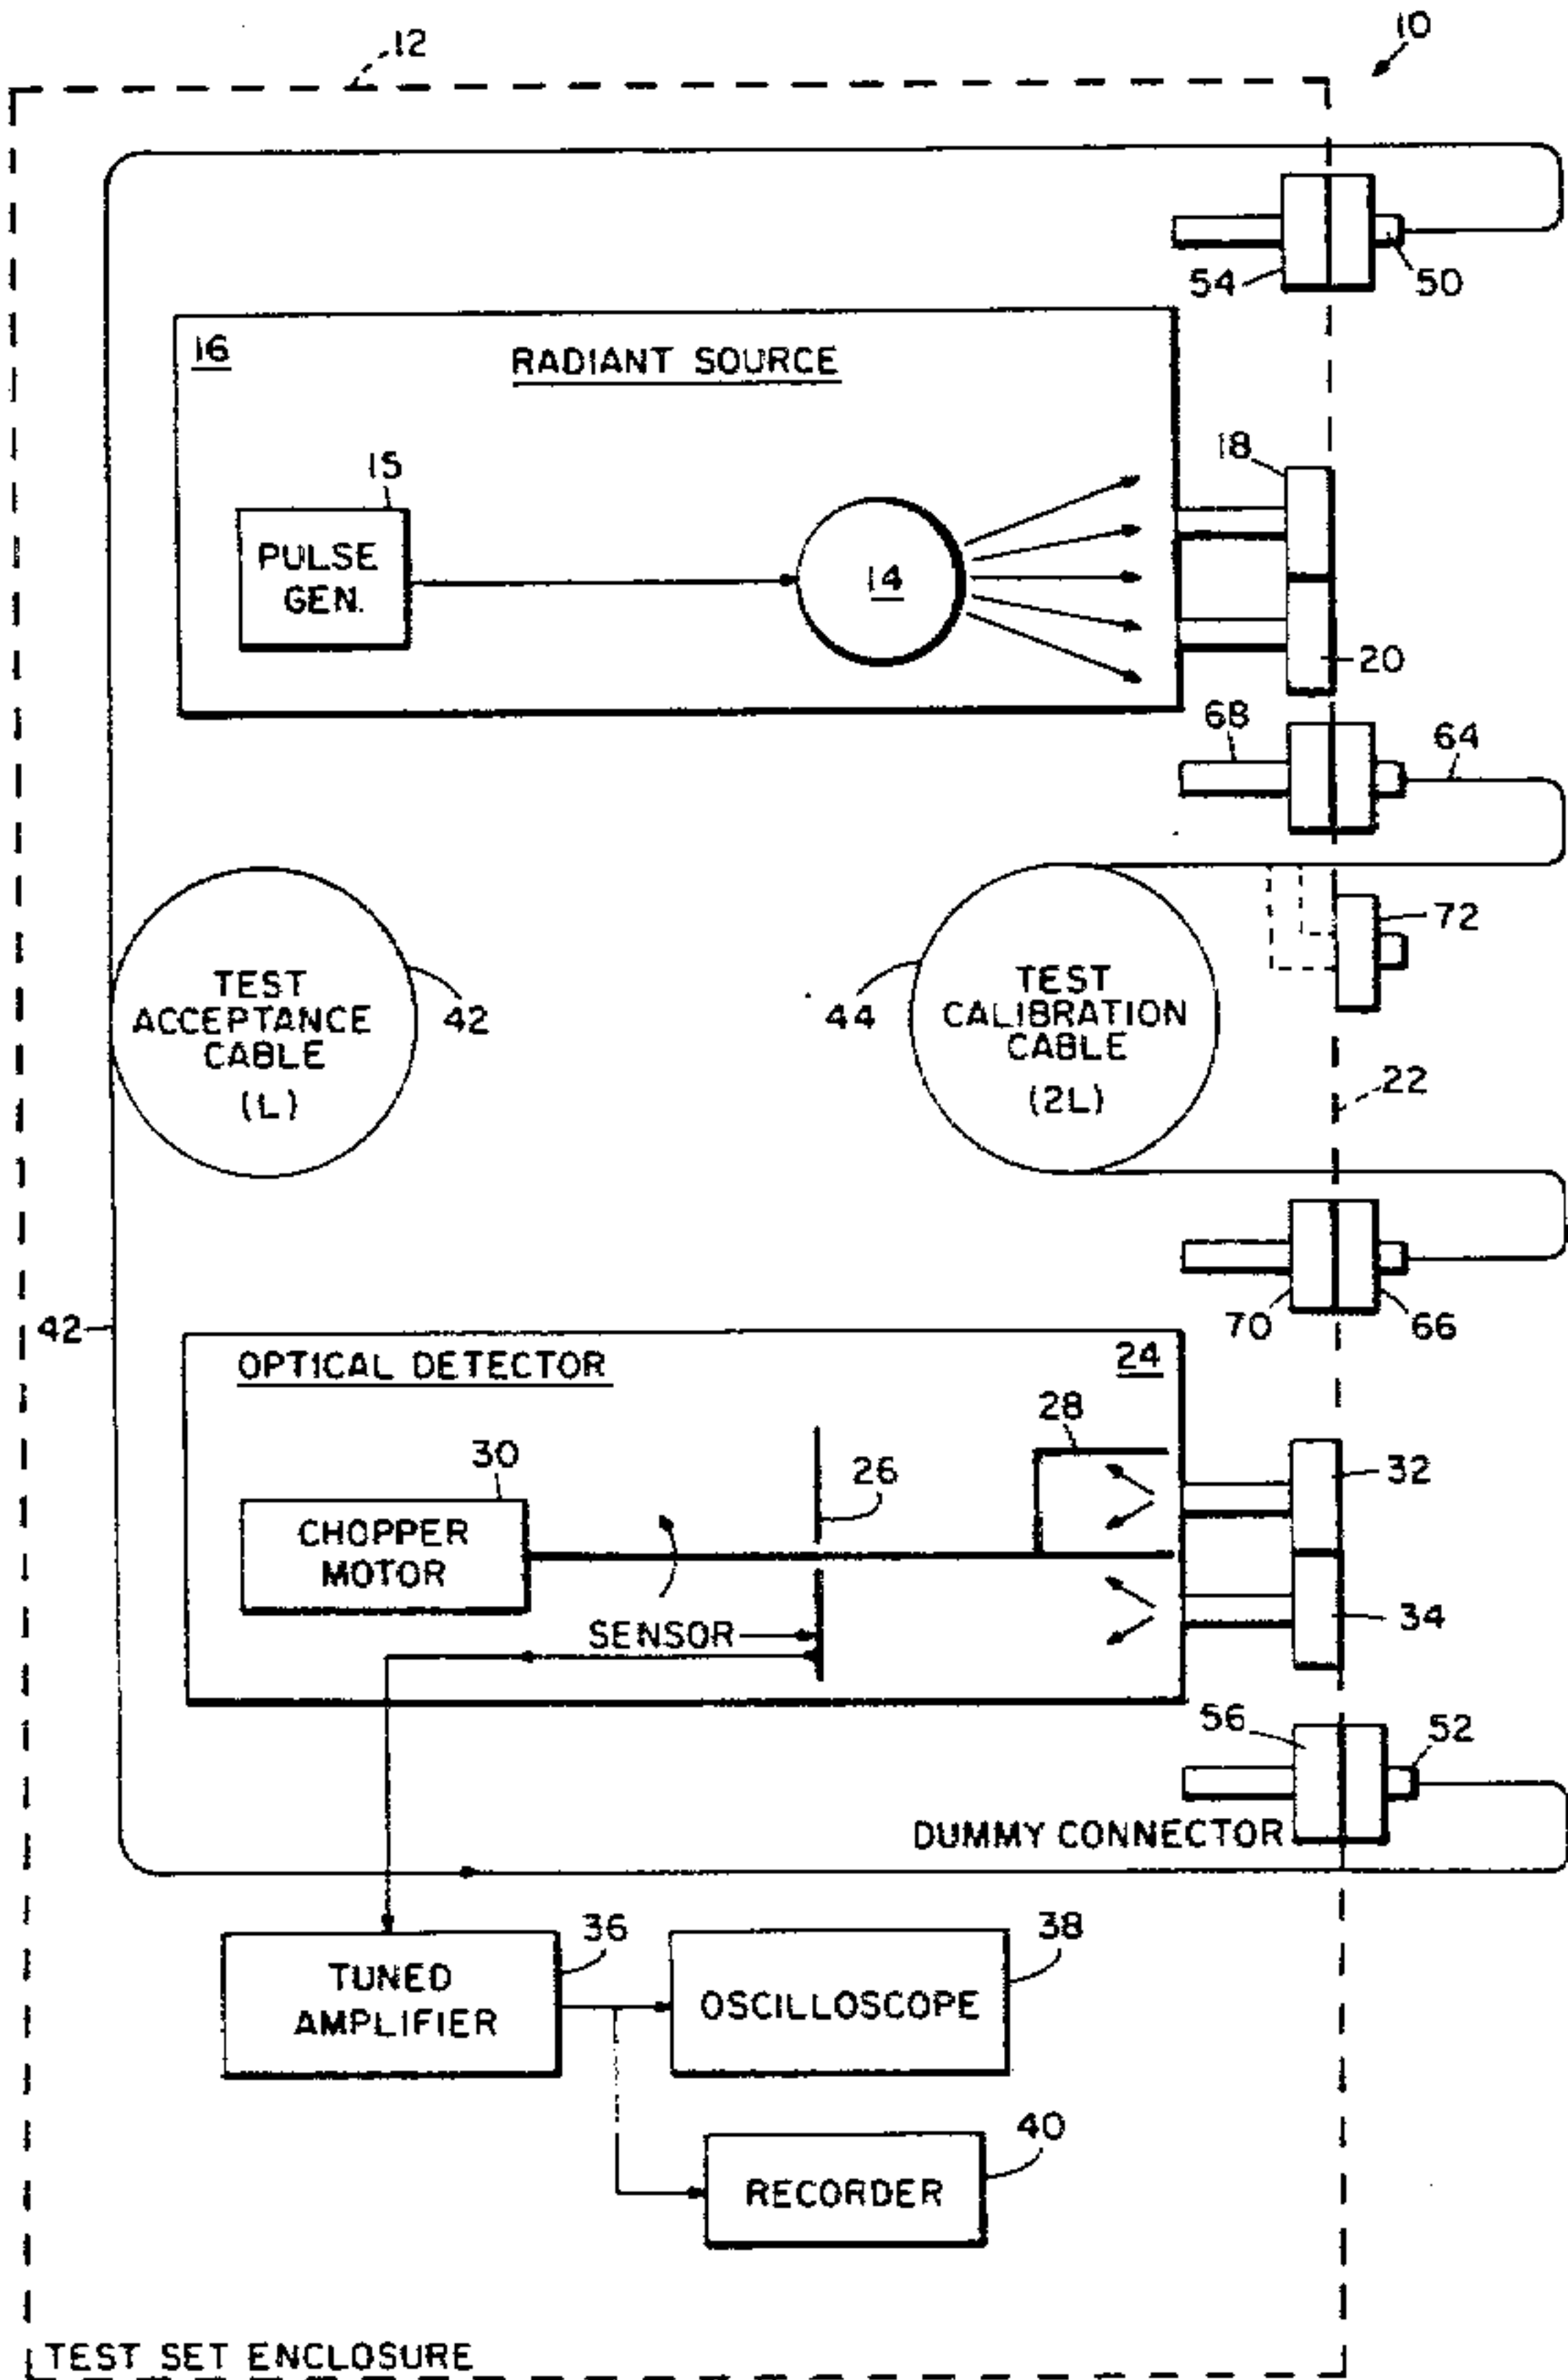 12
10
54
50
16
RADIANT SOURCE
15
18
PULSE
GEN.
14
20
68
64
72
TEST
ACCEPTANCE
CABLE
(L)
42
44
TEST
CALIBRATION
CABLE
(2L)
22
42
70
66
OPTICAL DETECTOR
24
28
30
26
32
CHOPPER
MOTOR
SENSOR
34
56
52
DUMMY CONNECTOR
36
38
TUNED
AMPLIFIER
OSCILLOSCOPE
40
RECORDER
TEST SET ENCLOSURE